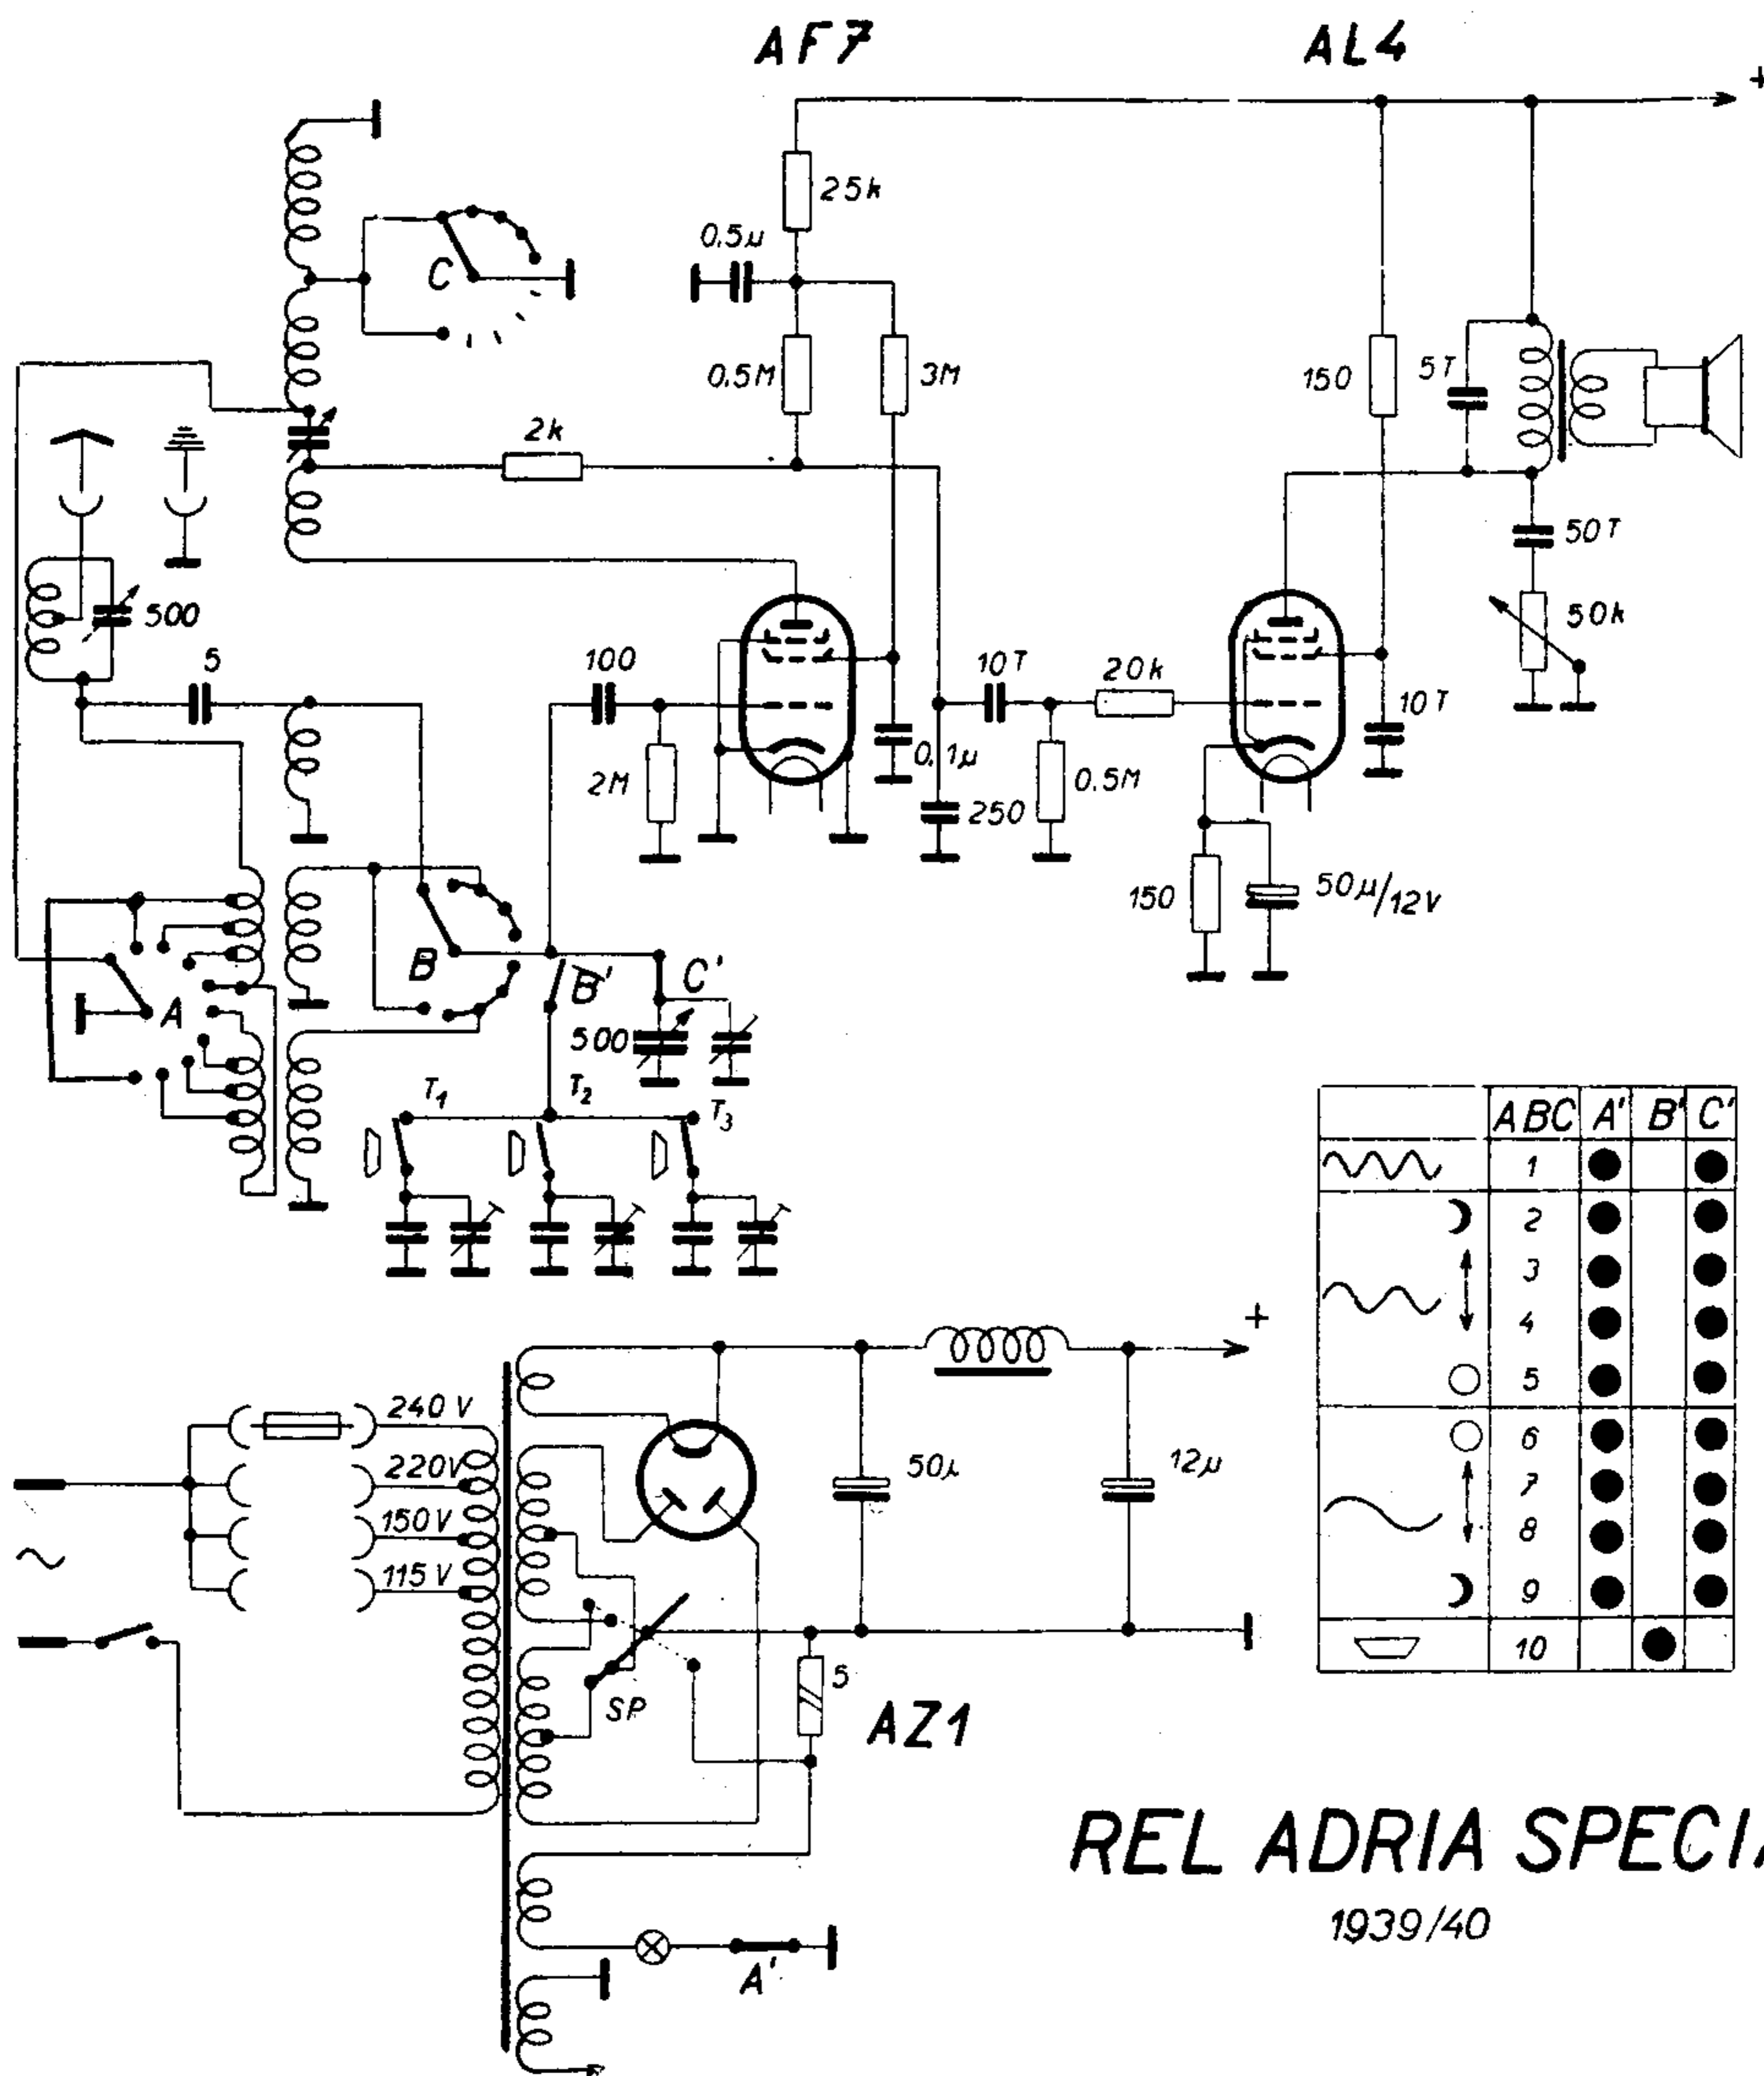 AF7
AL4
+
25k
0.5µ
C
0.5M
3M
150
5T
2k
50T
500
50k
5
100
10T
20k
10T
0.1µ
2M
250
0.5M
150
50µ/12V
B
B'
C'
A
500
T1
T2
T3
ABC A' B' C'
1
2
3
4
5
6
7
8
9
10
+
240 V
220V
150V
115 V
50µ
12µ
5
SP
AZ1
A'
REL ADRIA SPECI
1939/40